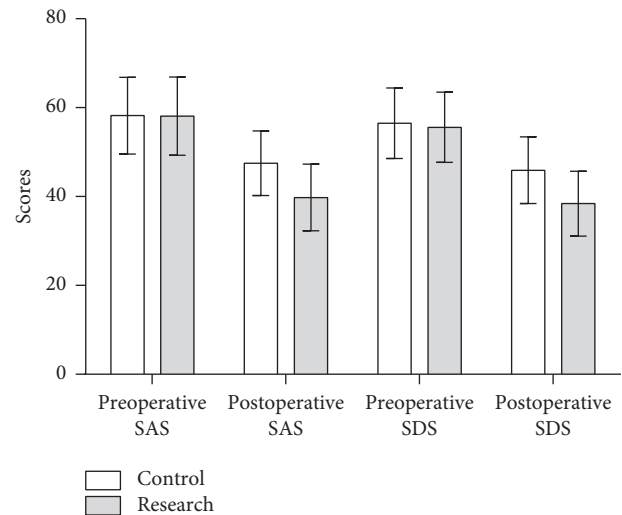 80
60
40
20
0
Scores
Preoperative SAS
Postoperative SAS
Preoperative SDS
Postoperative SDS
Control
Research